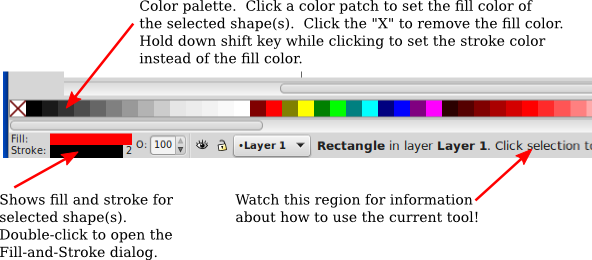 Color palette.  Click a color patch to set the fill color of
the selected shape(s).  Click the "X" to remove the fill color.
Hold down shift key while clicking to set the stroke color
instead of the fill color.
Fill:
Stroke:
2
O: 100
•Layer 1
Rectangle in layer Layer 1. Click selection to
Shows fill and stroke for
selected shape(s).
Double-click to open the
Fill-and-Stroke dialog.
Watch this region for information
about how to use the current tool!